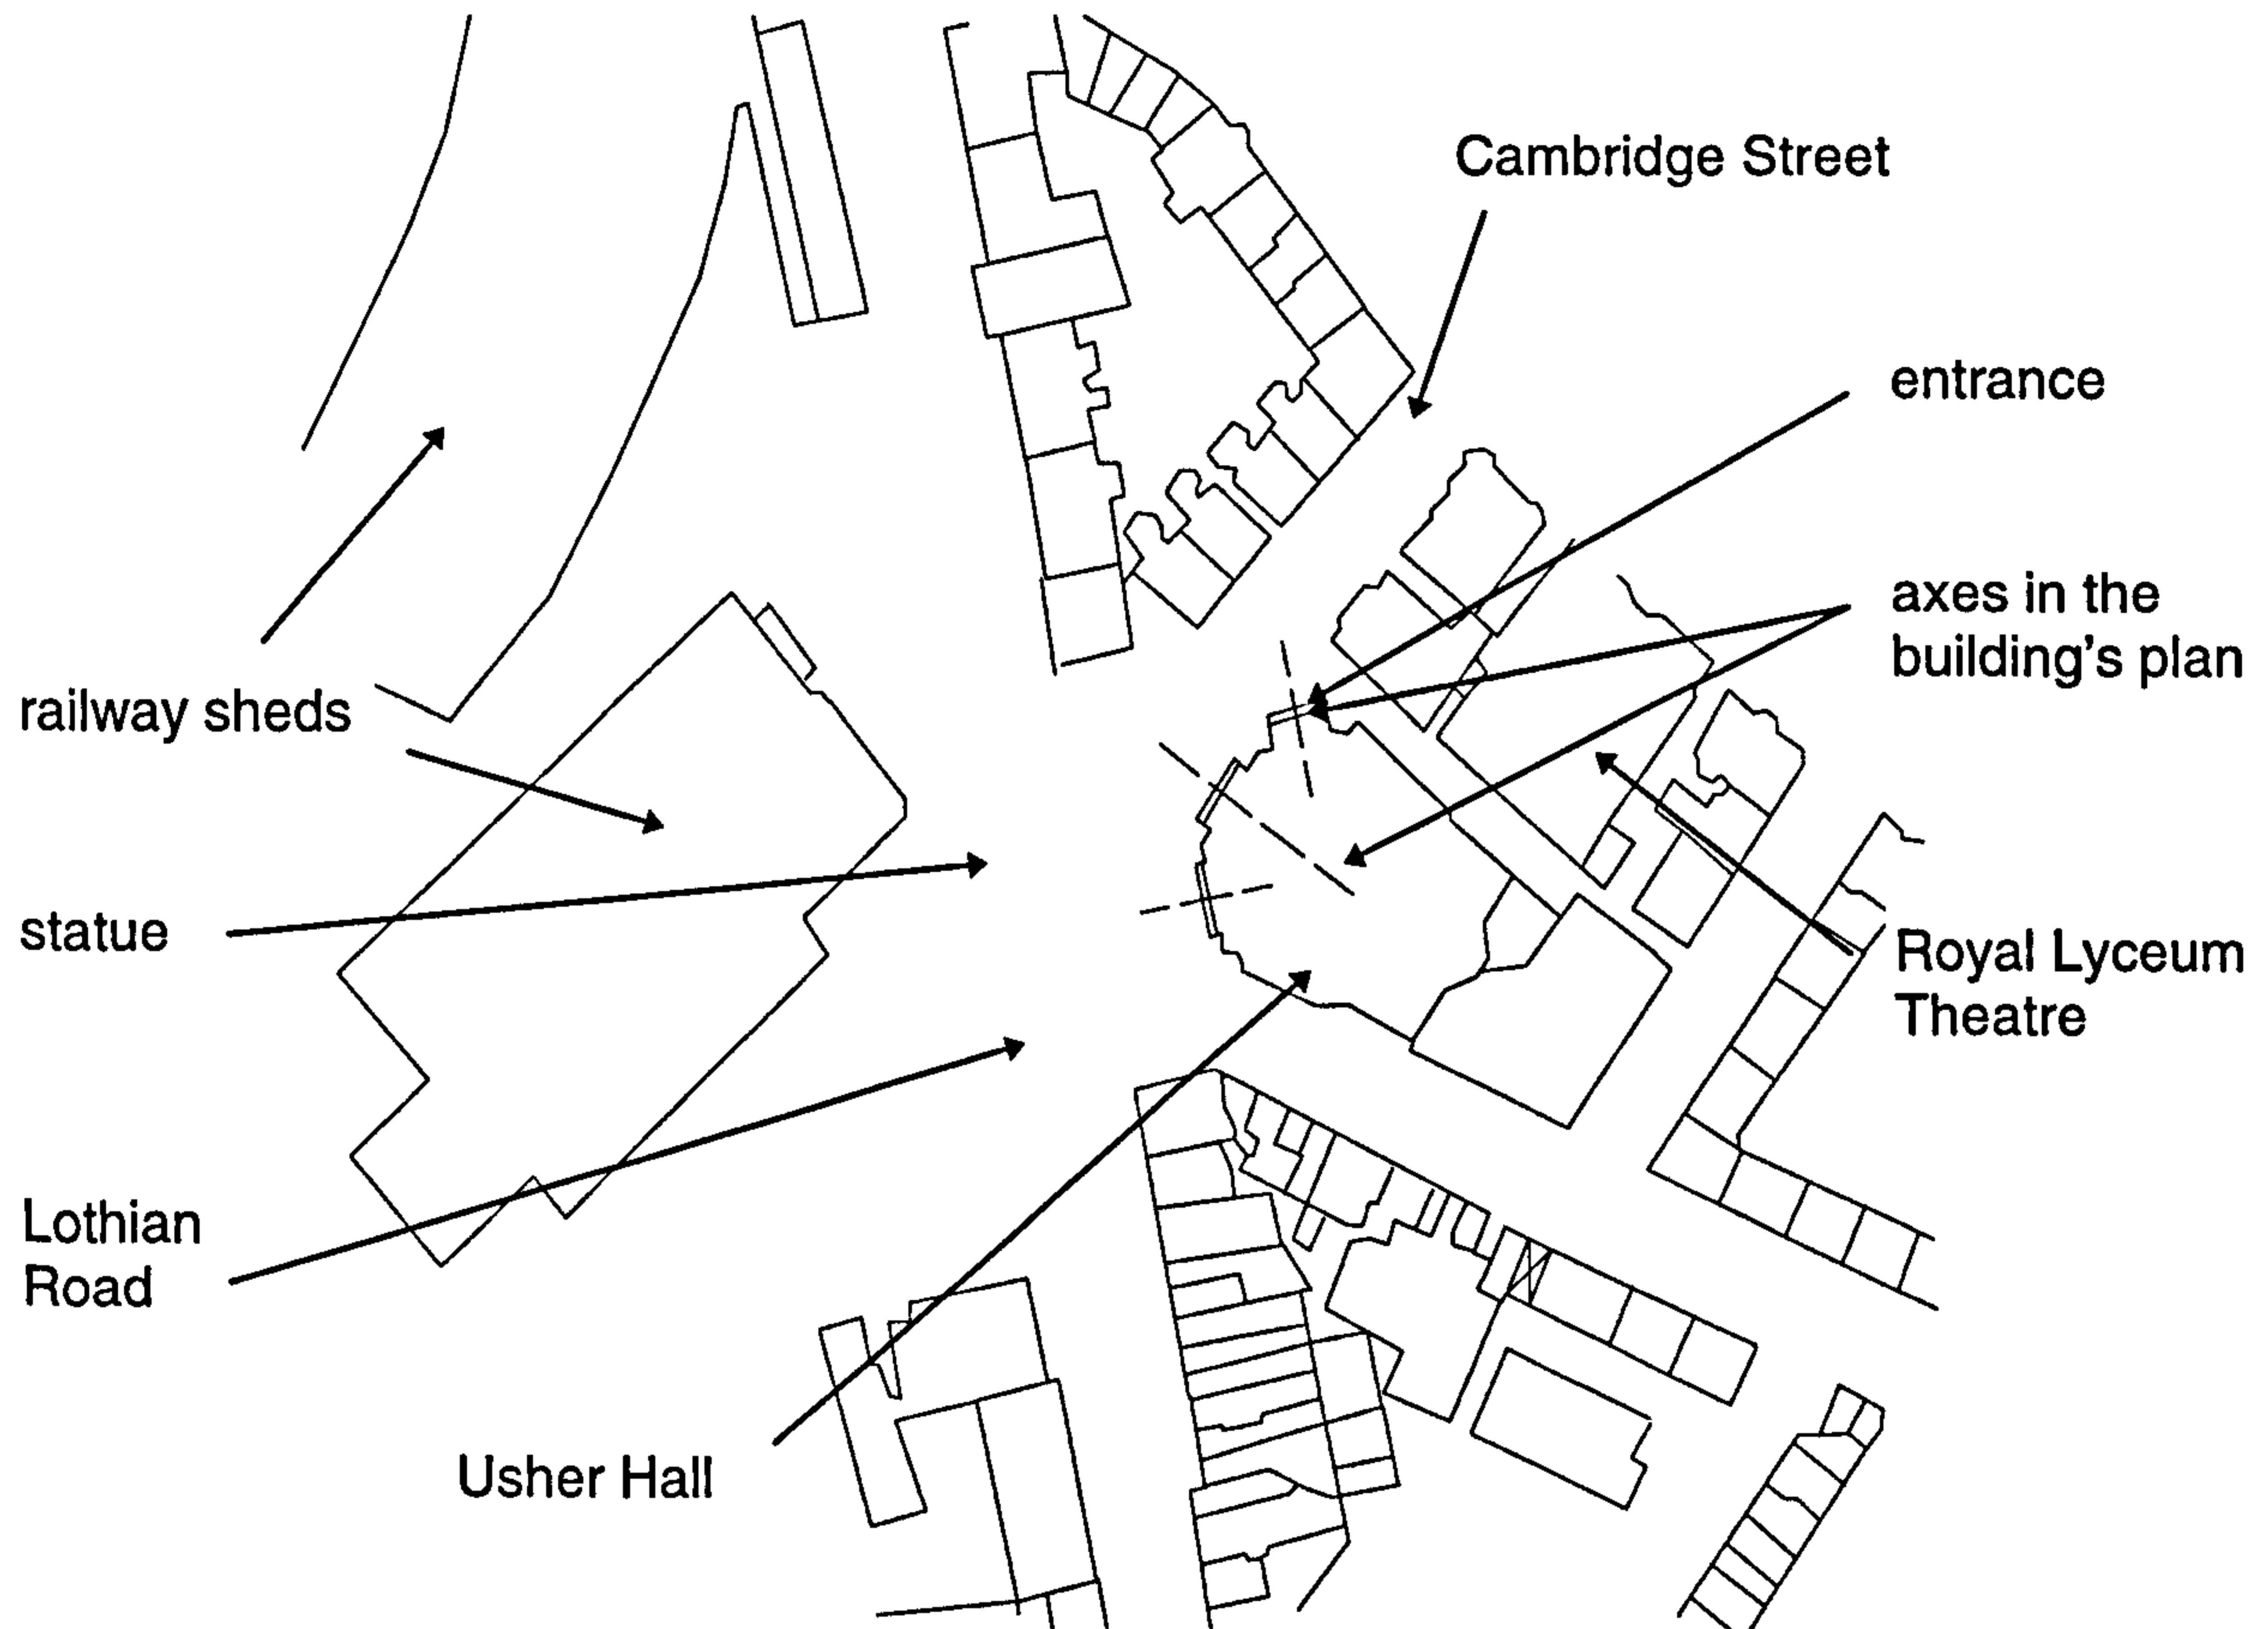 Cambridge Street
entrance
axes in the
building's plan
railway sheds
statue
Royal Lyceum
Theatre
Lothian
Road
Usher Hall